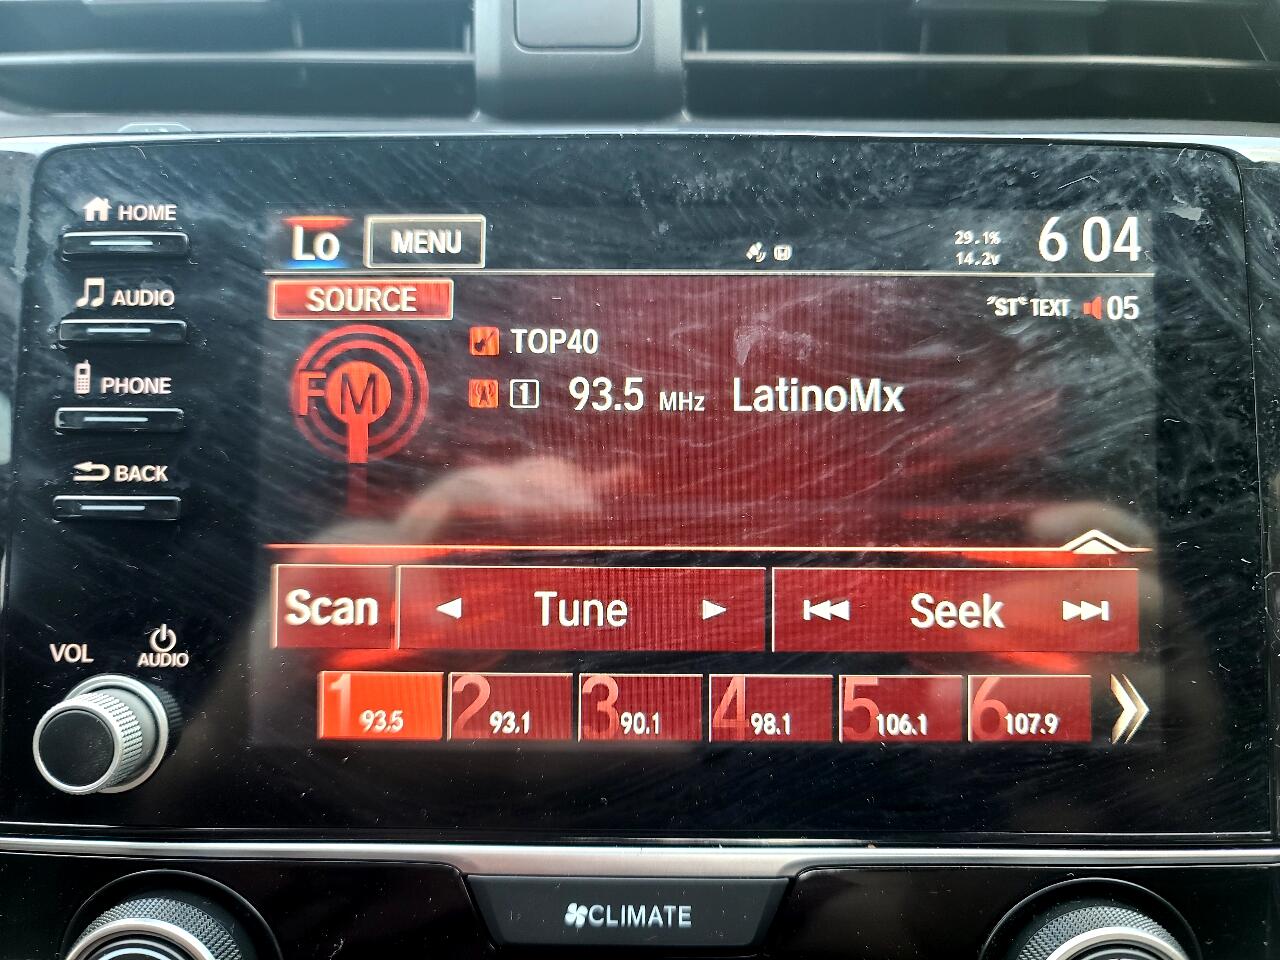 HOME
AUDIO
PHONE
BACK
VOL
AUDIO
Lo MENU
29.1%
14.2v
6 04
SOURCE
"ST" TEXT 05
FM
TOP40
1 93.5 MHz LatinoMx
Scan Tune Seek
1 93.5 2 93.1 3 90.1 4 98.1 5 106.1 6 107.9
CLIMATE